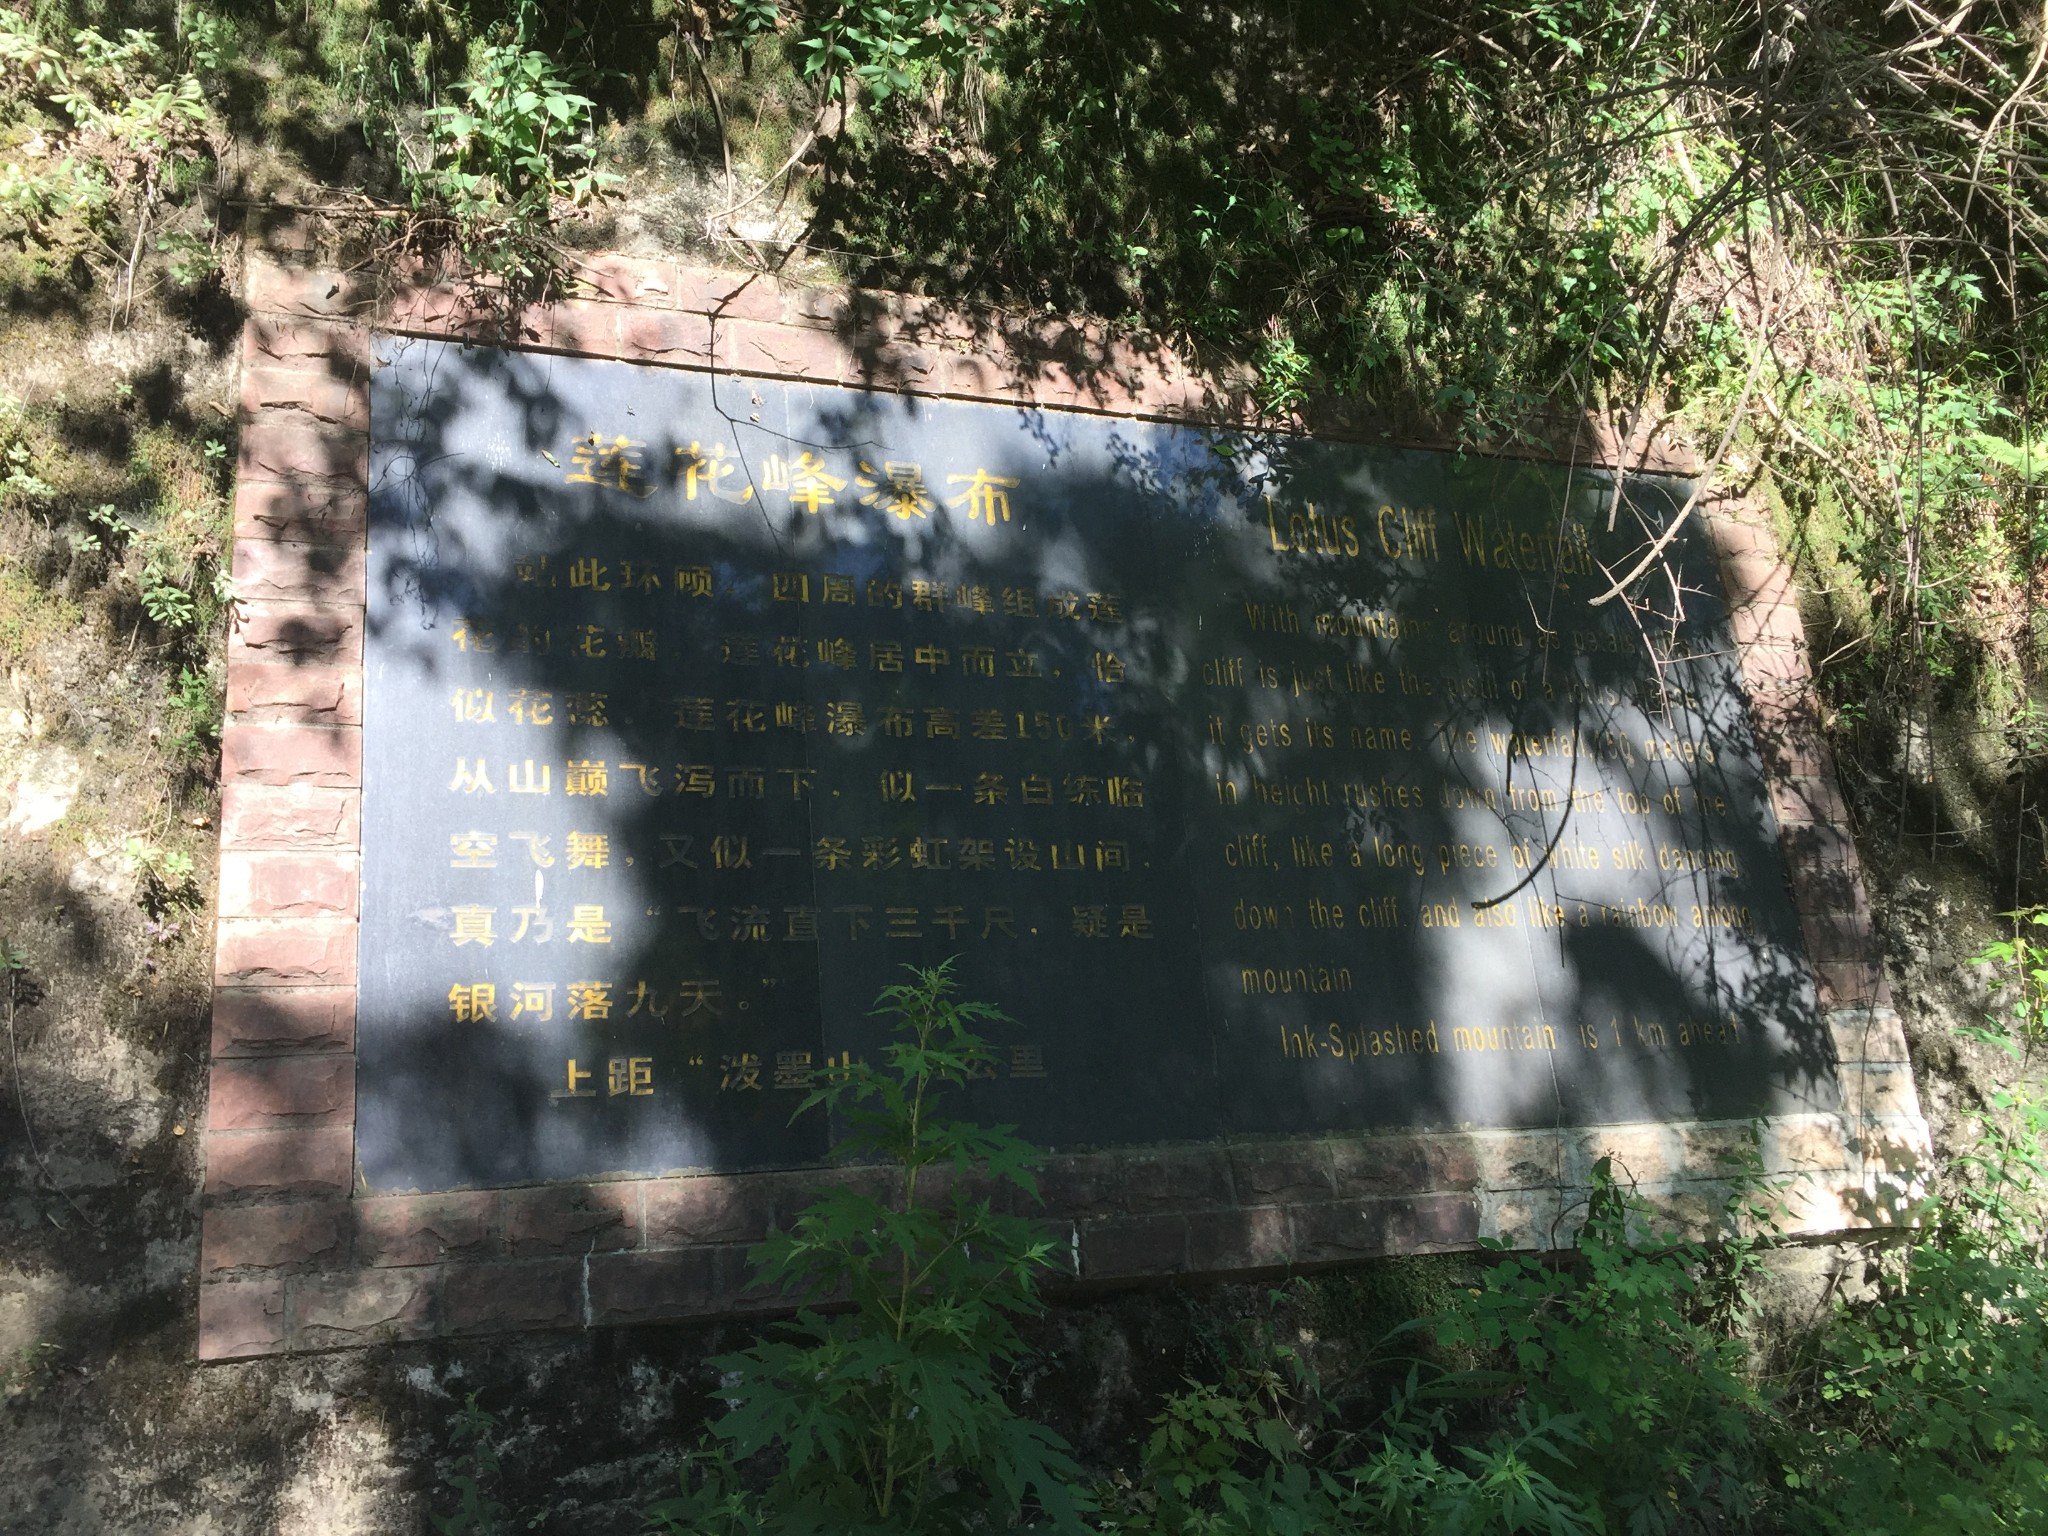 莲花峰瀑布
站此环顾，四周的群峰组成莲
花的花瓣，莲花峰居中而立，恰
似花蕊。莲花峰瀑布高差150米，
从山巅飞泻而下，似一条白练临
空飞舞，又似一条彩虹架设山间，
真乃是“飞流直下三千尺，疑是
银河落九天。”
上距“泼墨山 公里
Lotus Cliff Waterfall
With mountains around as petals,
cliff is just like the pistil of a lotus,
it gets its name. The waterfall, 150 meters
in height rushes down from the top of the
cliff, like a long piece of white silk dancing
down the cliff, and also like a rainbow among
mountain
Ink-Splashed mountain is 1 km ahead